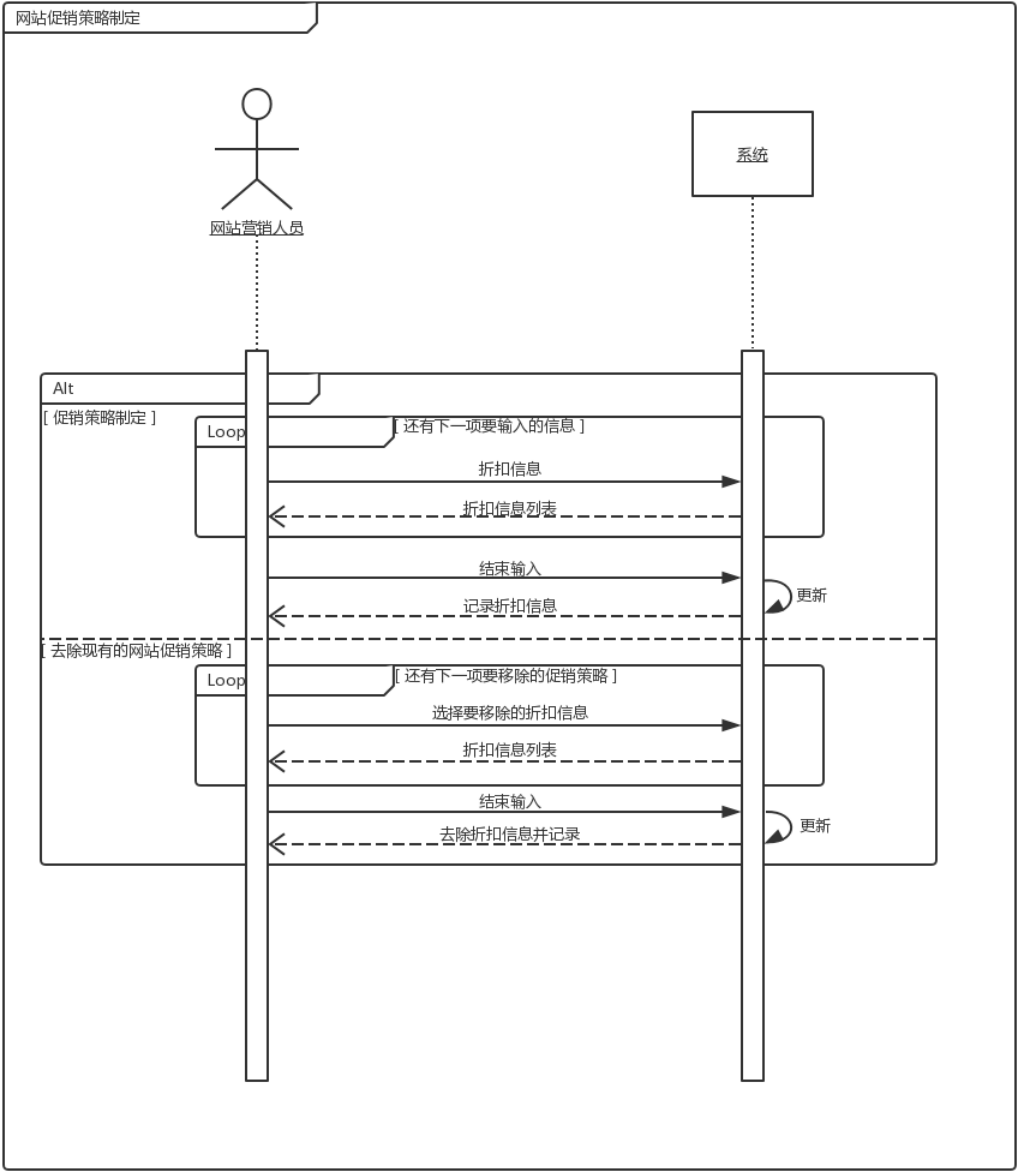 网站促销策略制定
系统
网站营销人员
Alt
[ 促销策略制定 ]
Loop
[ 还有下一项要输入的信息 ]
折扣信息
折扣信息列表
结束输入
更新
记录折扣信息
[ 去除现有的网站促销策略 ]
Loop
[ 还有下一项要移除的促销策略 ]
选择要移除的折扣信息
折扣信息列表
结束输入
更新
去除折扣信息并记录